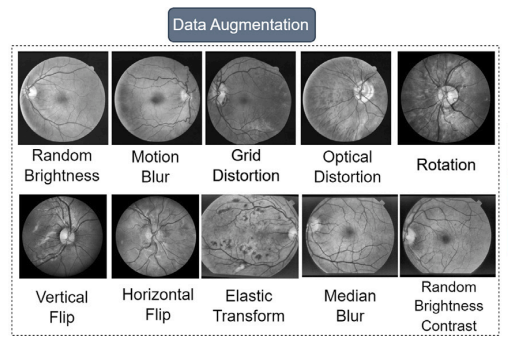 Data Augmentation
Random
Brightness
Motion
Blur
Grid
Distortion
Optical
Distortion
Rotation
Vertical
Flip
Horizontal
Flip
Elastic
Transform
Median
Blur
Random
Brightness
Contrast